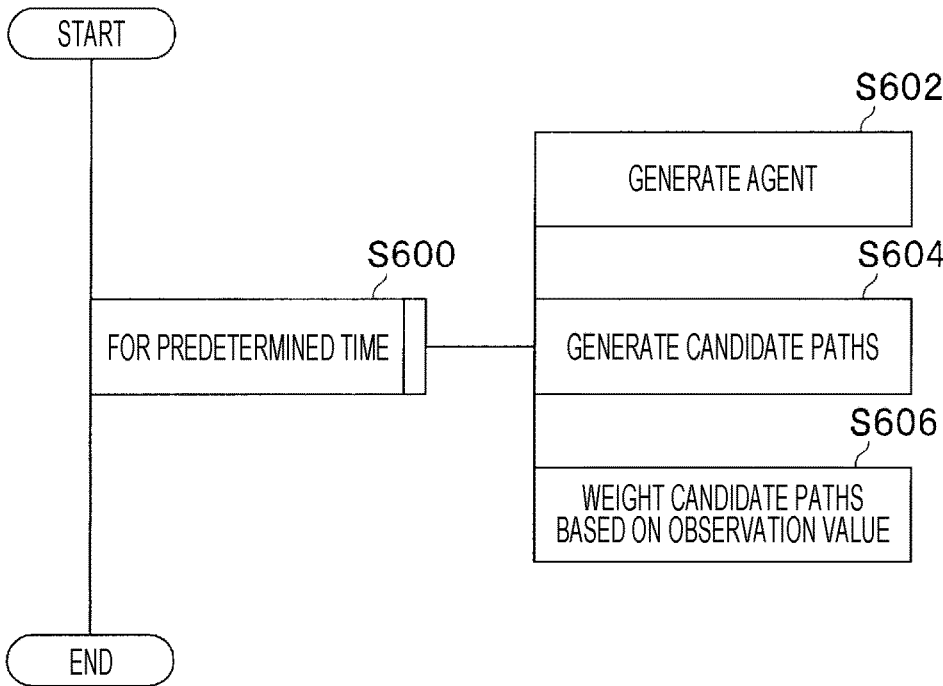 START
S602
GENERATE AGENT
S600
S604
FOR PREDETERMINED TIME
GENERATE CANDIDATE PATHS
S606
WEIGHT CANDIDATE PATHS
BASED ON OBSERVATION VALUE
END